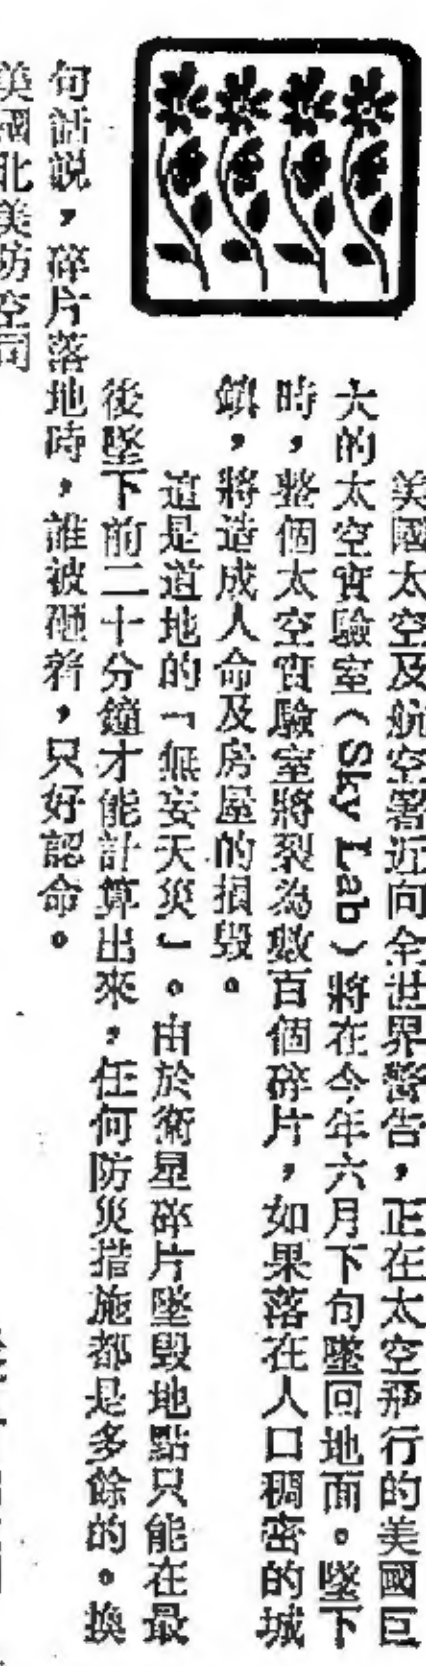 美國太空及航空署近向全世界警告，正在太空飛行的美國巨
大的太空實驗室（Sky Lab）將在今年六月下旬墜回地面。墜下
時，整個太空實驗室將裂為數百個碎片，如果落在人口稠密的城
鎮，將造成人命及房屋的損毀。
這是道地的「無妄天災」。由於衛星碎片墜毀地點只能在最
後墜下前二十分鐘才能計算出來，任何防災措施都是多餘的。換
句話説，碎片落地時，誰被砸着，只好認命。
美國北美防空司